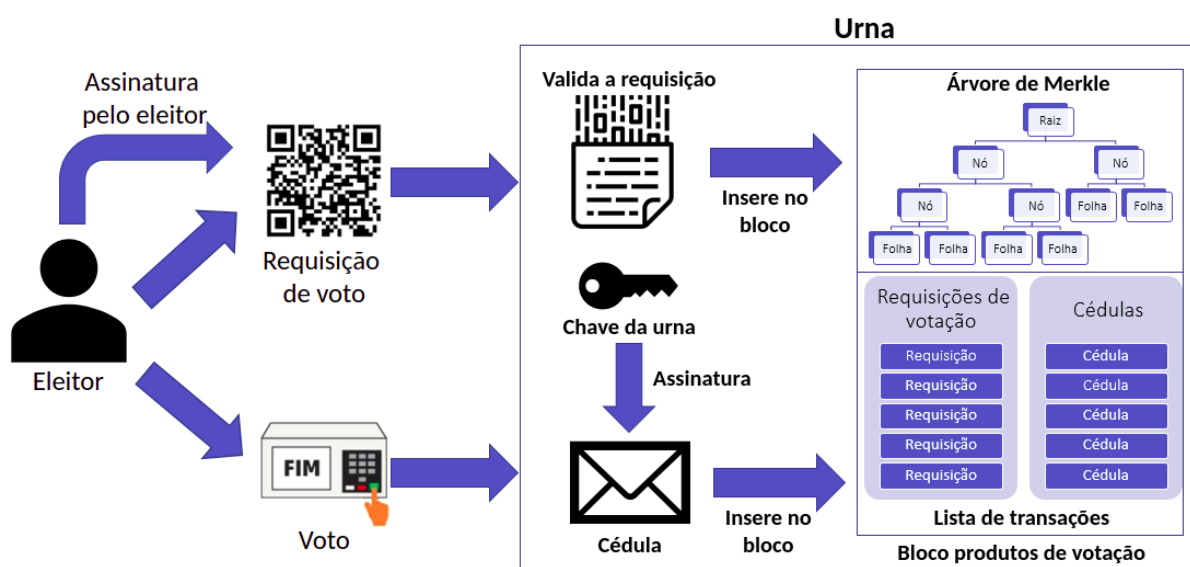 Urna
Assinatura
pelo eleitor
Requisição
de voto
Eleitor
FIM
Voto
Valida a requisição
Insere no
bloco
Chave da urna
Assinatura
Cédula
Insere no
bloco
Árvore de Merkle
Raiz
Nó
Nó
Nó
Nó
Folha
Folha
Folha
Folha
Folha
Folha
Requisições de
votação
Requisição
Requisição
Requisição
Requisição
Requisição
Cédulas
Cédula
Cédula
Cédula
Cédula
Cédula
Lista de transações
Bloco produtos de votação